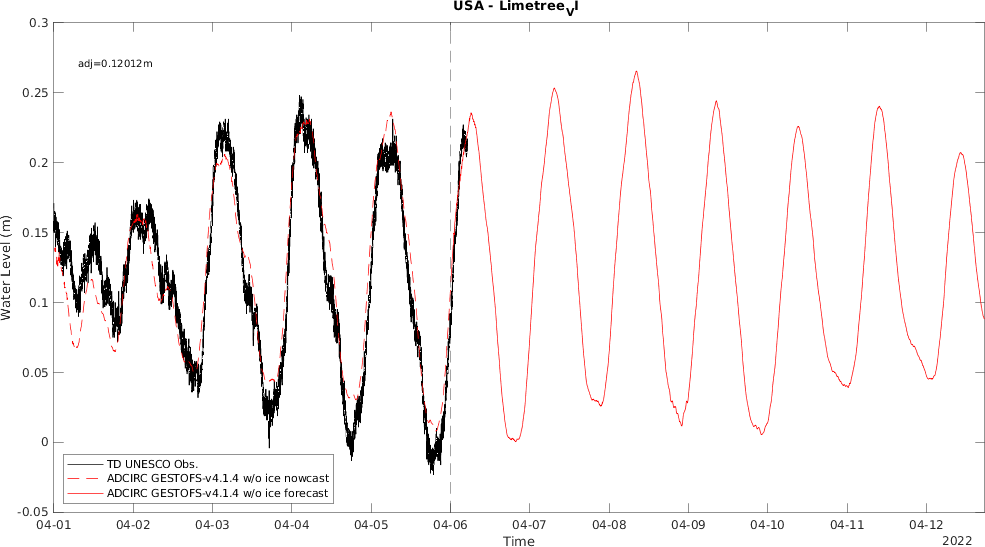 USA - Limetree_VI
adj=0.12012m
0.3
0.25
0.2
0.15
0.1
0.05
0
-0.05
Water Level (m)
TD UNESCO Obs.
ADCIRC GESTOFS-v4.1.4 w/o ice nowcast
ADCIRC GESTOFS-v4.1.4 w/o ice forecast
04-01 04-02 04-03 04-04 04-05 04-06 04-07 04-08 04-09 04-10 04-11 04-12
Time
2022